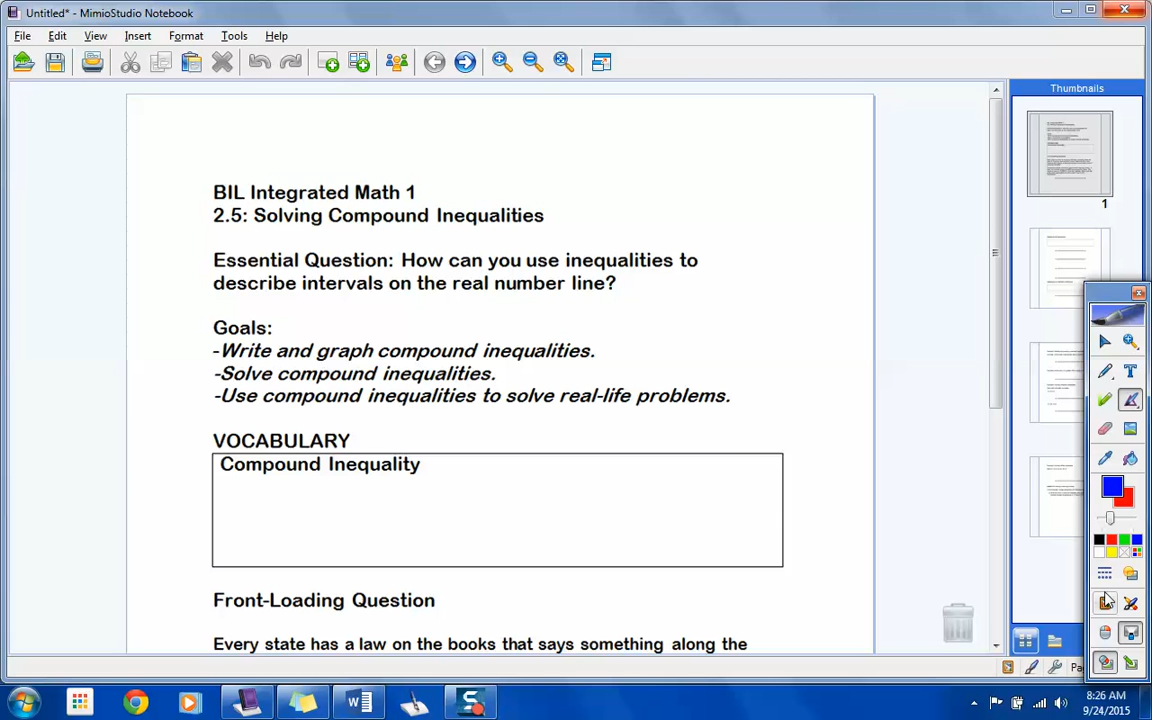 Untitled* - MimioStudio Notebook
File Edit View Insert Format Tools Help
Thumbnails
BIL Integrated Math 1
2.5: Solving Compound Inequalities
Essential Question: How can you use inequalities to
describe intervals on the real number line?
Goals:
-Write and graph compound inequalities.
-Solve compound inequalities.
-Use compound inequalities to solve real-life problems.
VOCABULARY
Compound Inequality
Front-Loading Question
Every state has a law on the books that says something along the
1
8:26 AM
9/24/2015